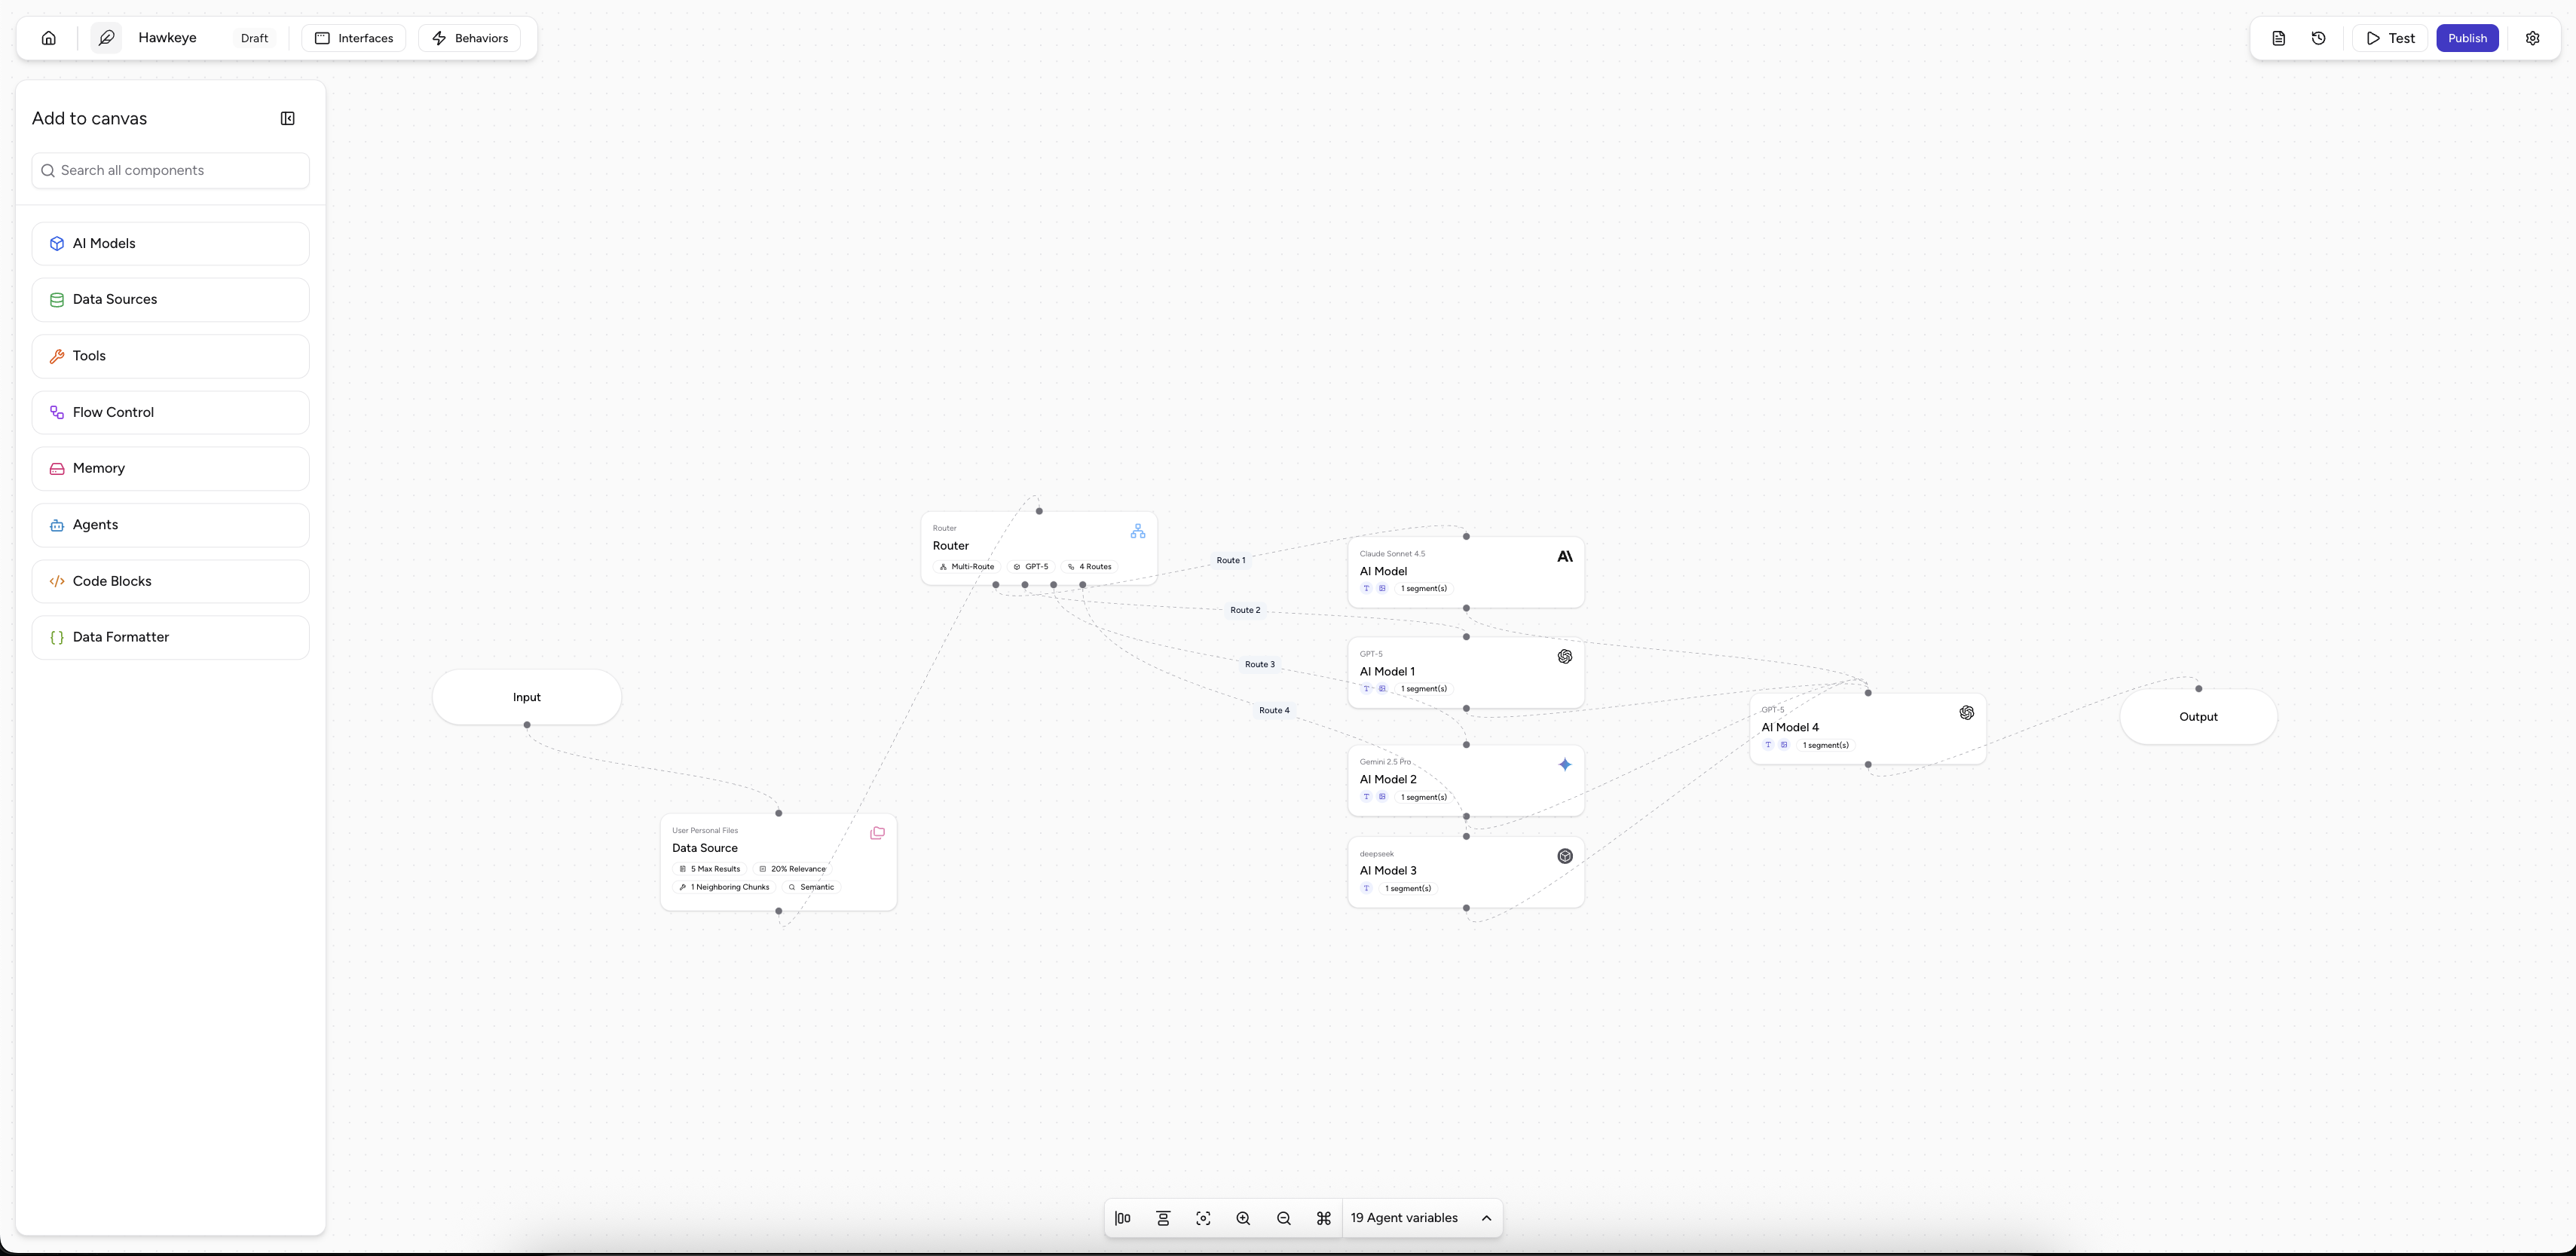 Hawkeye
Draft
Interfaces
Behaviors
Test
Publish
Add to canvas
Search all components
AI Models
Data Sources
Tools
Flow Control
Memory
Agents
Code Blocks
Data Formatter
Input
User Personal Files
Data Source
5 Max Results
20% Relevance
1 Neighboring Chunks
Semantic
Router
Router
Multi-Route
GPT-5
4 Routes
Route 1
Route 2
Route 3
Route 4
Claude Sonnet 4.5
AI Model
T
1 segment(s)
GPT-5
AI Model 1
T
1 segment(s)
Gemini 2.5 Pro
AI Model 2
T
1 segment(s)
deepseek
AI Model 3
T
1 segment(s)
GPT-5
AI Model 4
T
1 segment(s)
Output
19 Agent variables